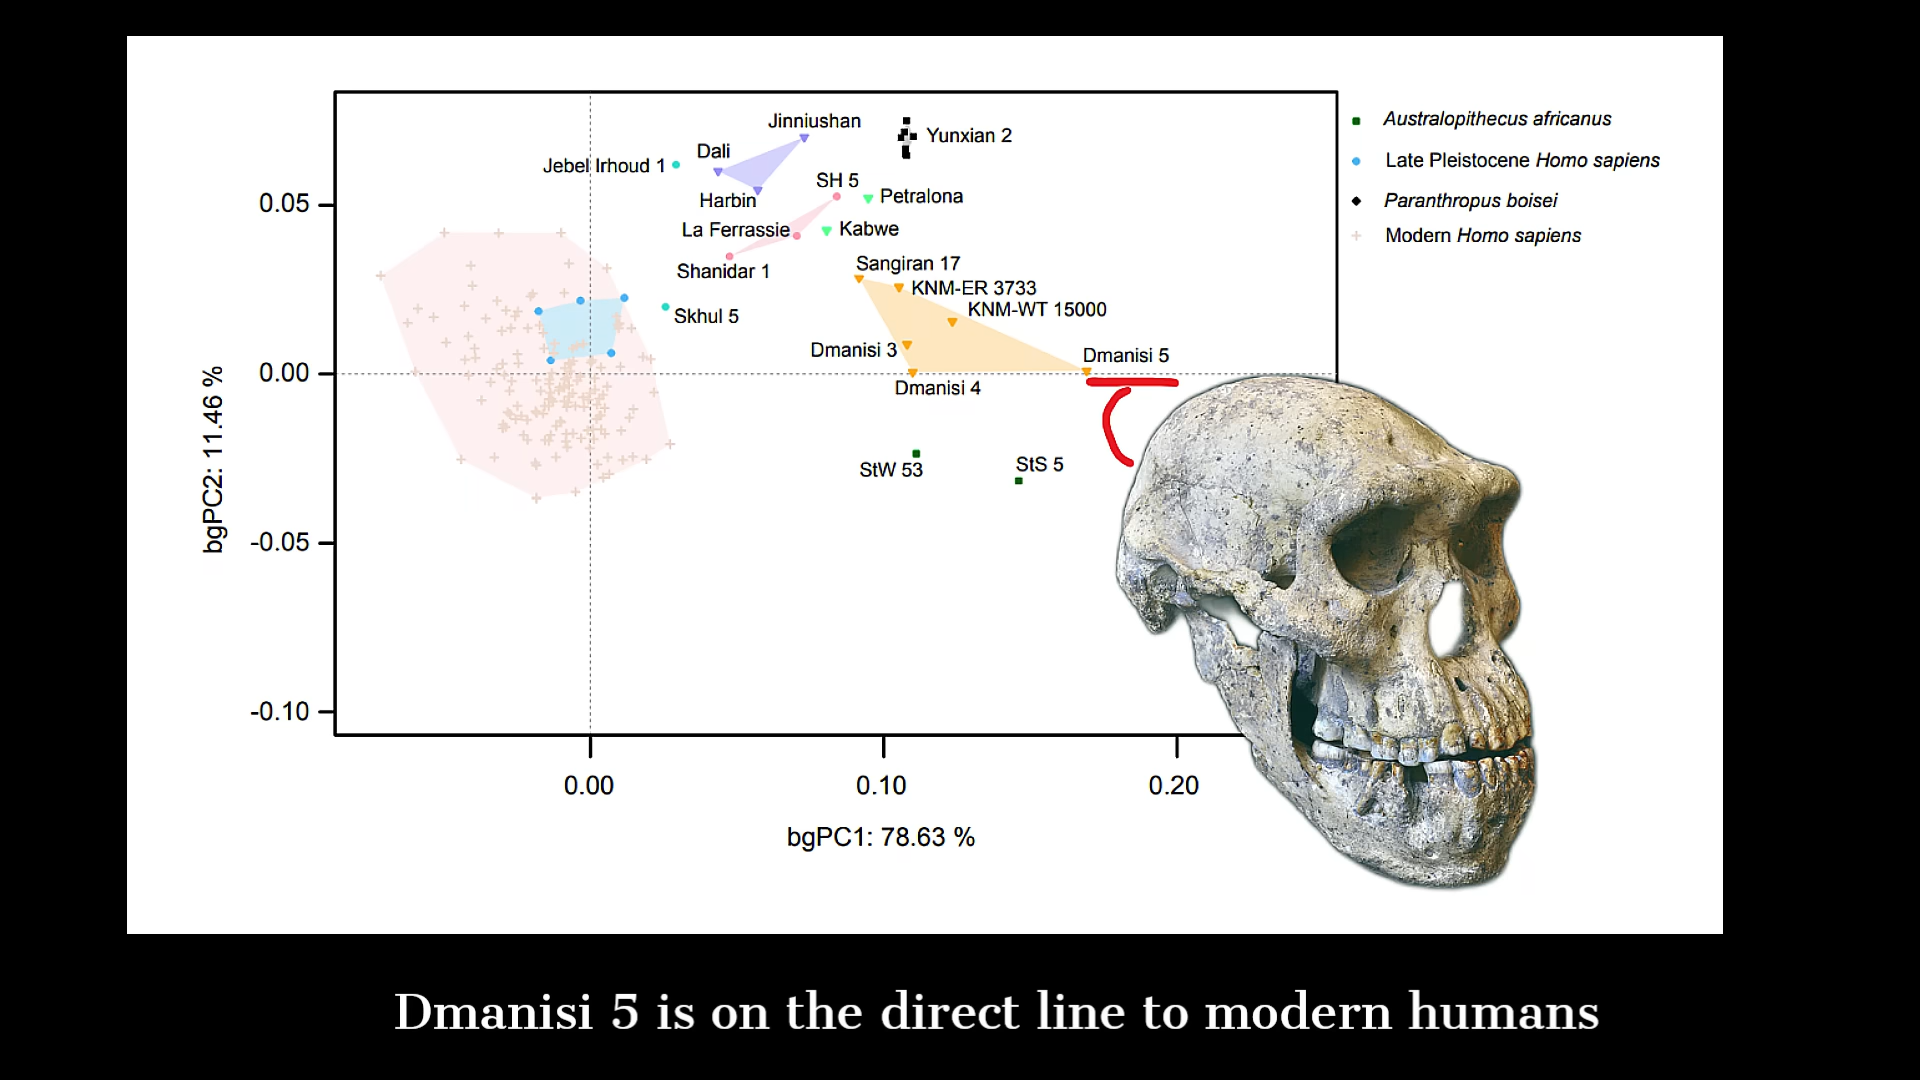 Jinniushan
Yunxian 2
Dali
Jebel Irhoud 1
SH 5
Harbin
Petralona
La Ferrassie
Kabwe
Shanidar 1
Sangiran 17
KNM-ER 3733
KNM-WT 15000
Skhul 5
Dmanisi 3
Dmanisi 5
Dmanisi 4
StW 53
StS 5
Australopithecus africanus
Late Pleistocene Homo sapiens
Paranthropus boisei
Modern Homo sapiens
0.05
0.00
-0.05
-0.10
bgPC2: 11.46 %
0.00
0.10
0.20
bgPC1: 78.63 %
Dmanisi 5 is on the direct line to modern humans